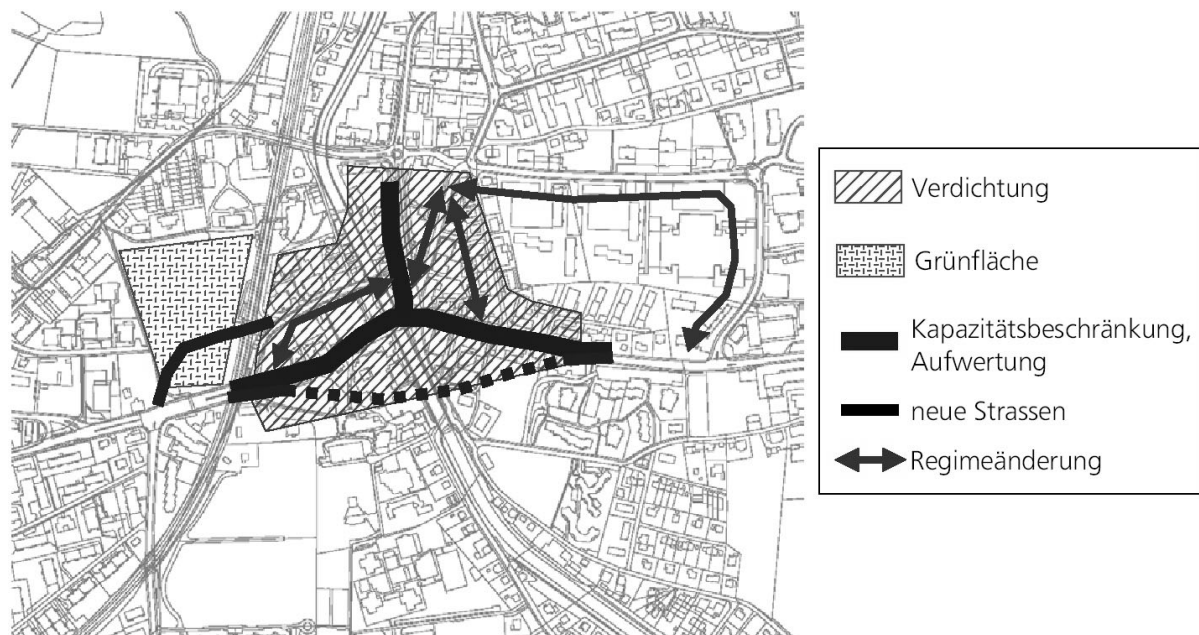 Verdichtung
Grünfläche
Kapazitätsbeschränkung,
Aufwertung
neue Strassen
Regimeänderung